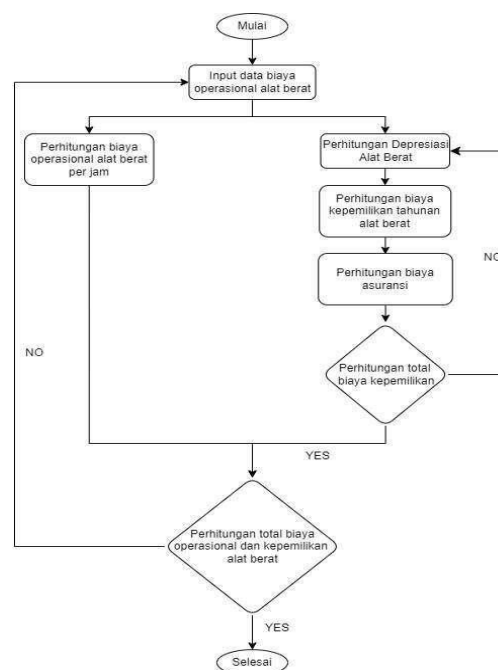 Mulai
Input data biaya
operasional alat berat
Perhitungan biaya
operasional alat berat
per jam
Perhitungan Depresiasi
Alat Berat
Perhitungan biaya
kepemilikan tahunan
alat berat
Perhitungan biaya
asuransi
NO
NO
Perhitungan total
biaya kepemilikan
YES
Perhitungan total biaya
operasional dan kepemilikan
alat berat
YES
Selesai